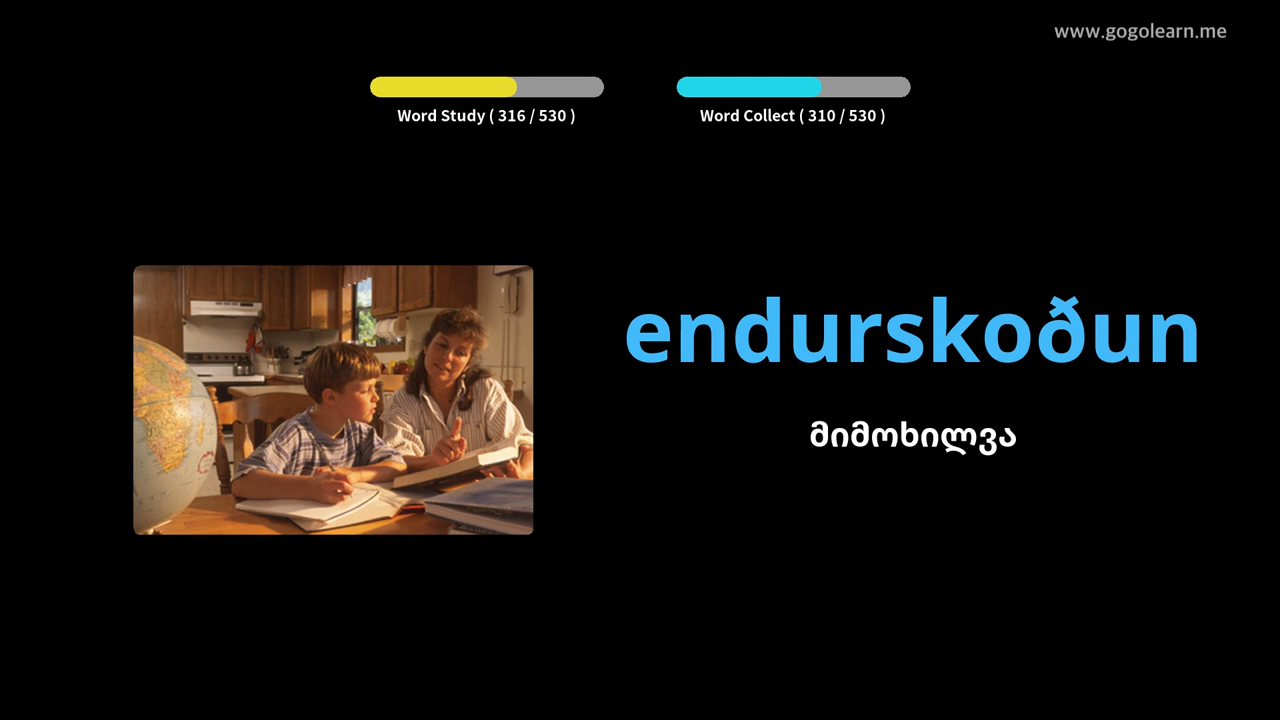 www.gogolearn.me
Word Study ( 316 / 530 )
Word Collect ( 310 / 530 )
endurskoðun
მიმოხილვა